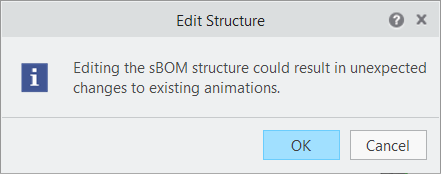 Edit Structure
Editing the sBOM structure could result in unexpected
changes to existing animations.
OK
Cancel